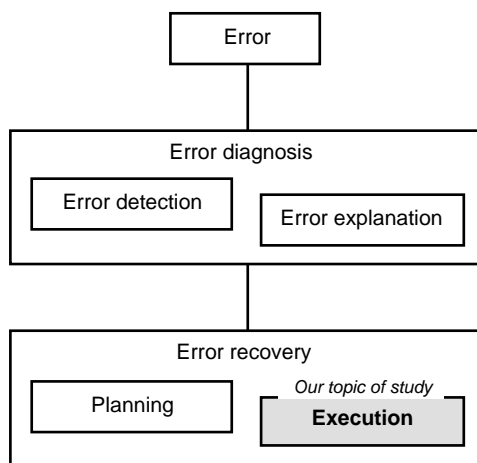 Error
Error diagnosis
Error detection
Error explanation
Error recovery
Planning
Our topic of study
Execution